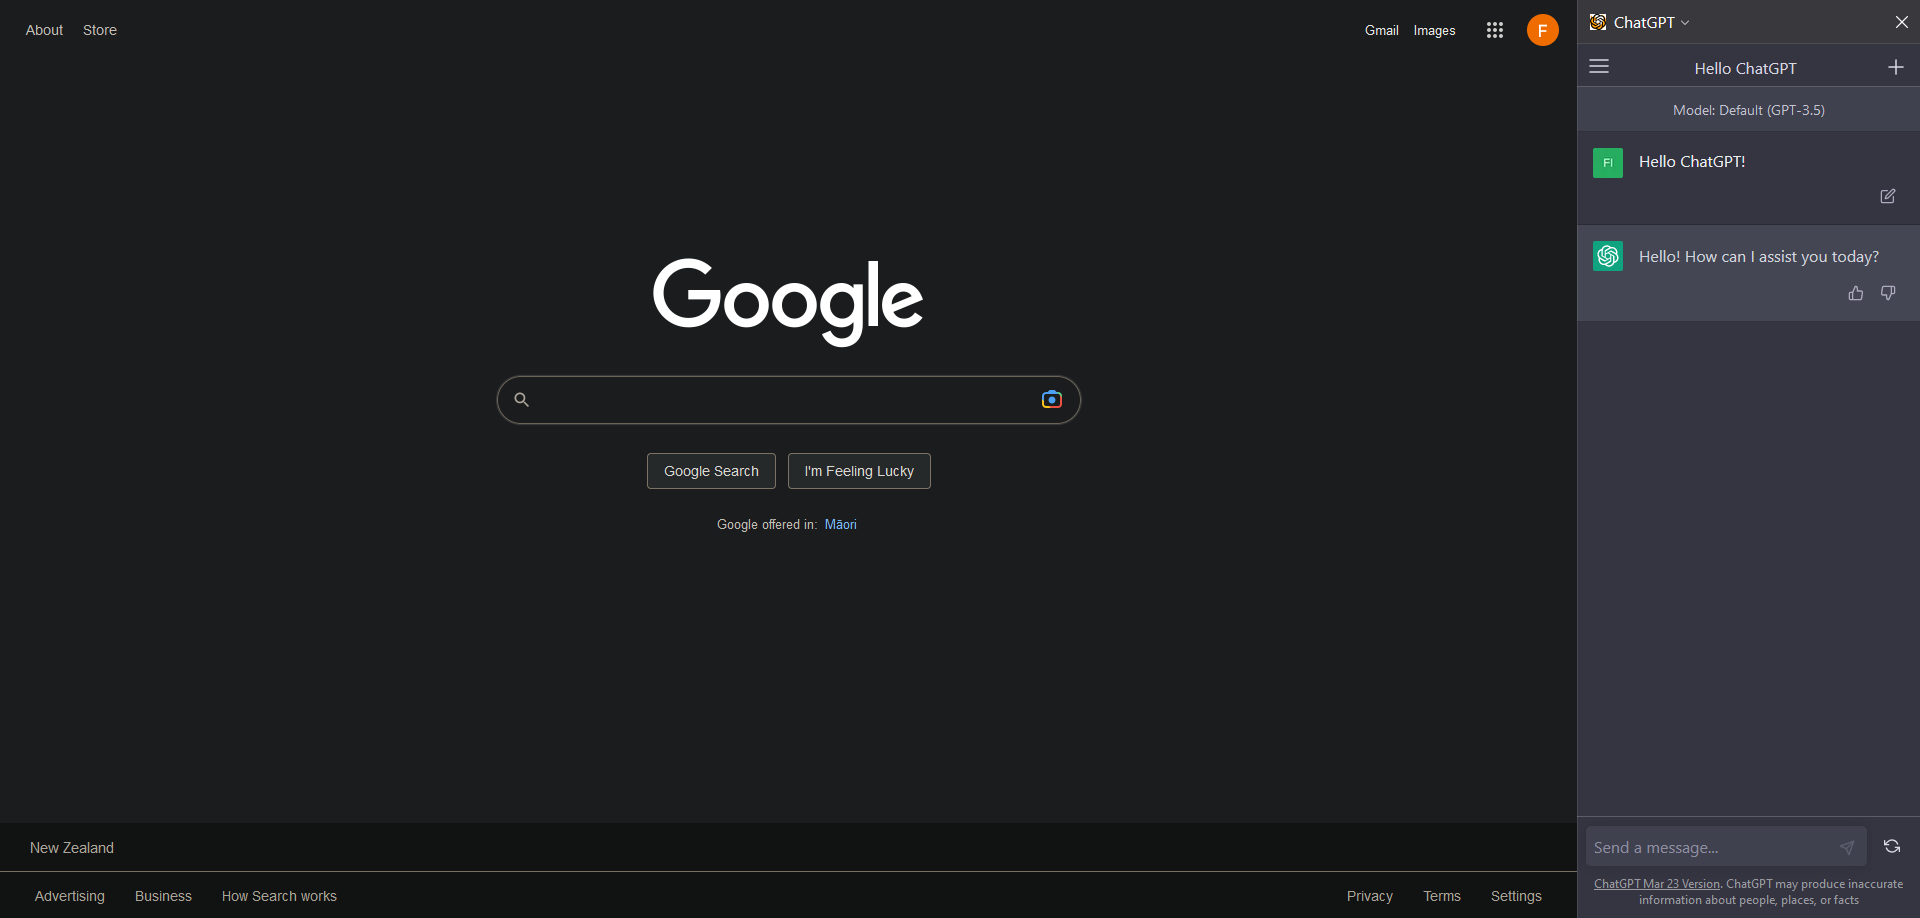 About Store
Gmail Images
F
Google
Google Search I'm Feeling Lucky
Google offered in: Māori
New Zealand
Advertising Business How Search works
Privacy Terms Settings
ChatGPT
Hello ChatGPT
Model: Default (GPT-3.5)
FI Hello ChatGPT!
Hello! How can I assist you today?
Send a message...
ChatGPT Mar 23 Version. ChatGPT may produce inaccurate
information about people, places, or facts